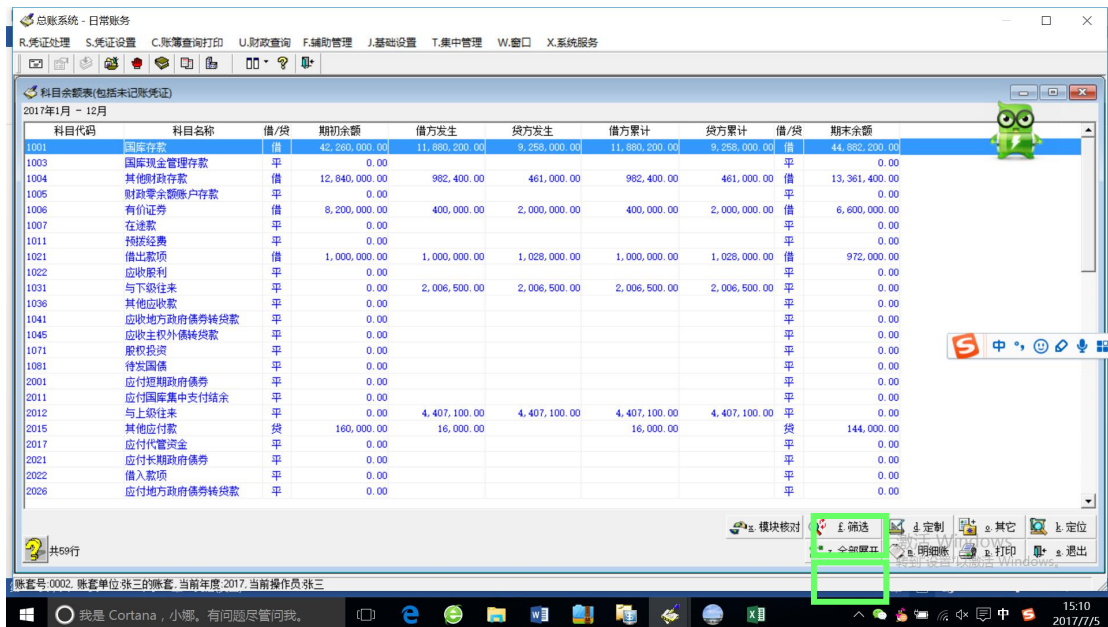 总账系统 - 日常账务
R.凭证处理 S.凭证设置 C.账簿查询打印 U.财政查询 F.辅助管理 J.基础设置 T.集中管理 W.窗口 X.系统服务
科目余额表(包括未记账凭证)
2017年1月 - 12月
科目代码 科目名称 借/贷 期初余额 借方发生 贷方发生 借方累计 贷方累计 借/贷 期末余额
1001 国库存款 借 42,260,000.00 11,880,200.00 9,258,000.00 11,880,200.00 9,258,000.00 借 44,882,200.00
1003 国库现金管理存款 平 0.00 平 0.00
1004 其他财政存款 借 12,840,000.00 982,400.00 461,000.00 982,400.00 461,000.00 借 13,361,400.00
1005 财政零余额账户存款 平 0.00 平 0.00
1006 有价证券 借 8,200,000.00 400,000.00 2,000,000.00 400,000.00 2,000,000.00 借 6,600,000.00
1007 在途款 平 0.00 平 0.00
1011 预拨经费 平 0.00 平 0.00
1021 借出款项 借 1,000,000.00 1,000,000.00 1,028,000.00 1,000,000.00 1,028,000.00 借 972,000.00
1022 应收股利 平 0.00 平 0.00
1031 与下级往来 平 0.00 2,006,500.00 2,006,500.00 2,006,500.00 2,006,500.00 平 0.00
1036 其他应收款 平 0.00 平 0.00
1041 应收地方政府债券转贷款 平 0.00 平 0.00
1045 应收主权外债转贷款 平 0.00 平 0.00
1071 股权投资 平 0.00 平 0.00
1081 待发国债 平 0.00 平 0.00
2001 应付短期政府债券 平 0.00 平 0.00
2011 应付国库集中支付结余 平 0.00 平 0.00
2012 与上级往来 平 0.00 4,407,100.00 4,407,100.00 4,407,100.00 4,407,100.00 平 0.00
2015 其他应付款 贷 160,000.00 16,000.00 16,000.00 贷 144,000.00
2017 应付代管资金 平 0.00 平 0.00
2021 应付长期政府债券 平 0.00 平 0.00
2022 借入款项 平 0.00 平 0.00
2026 应付地方政府债券转贷款 平 0.00 平 0.00
中
模块核对 f.筛选 d.定制 o.其它 k.定位
共59行
全部展开 明细账 p.打印 退出
激活 Windows
转到"设置"以激活 Windows。
账套号:0002, 账套单位:张三的账套,当前年度:2017,当前操作员:张三
我是 Cortana，小娜。有问题尽管问我。
中
15:10
2017/7/5